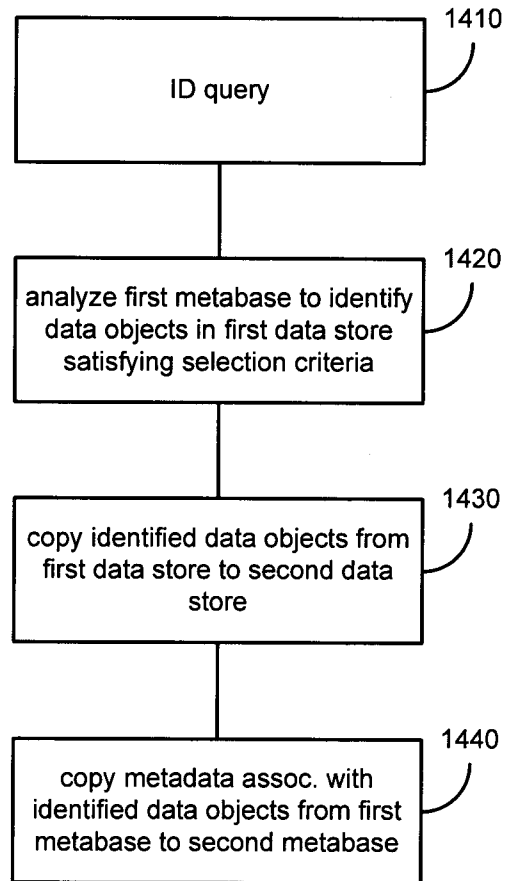 1410
ID query
1420
analyze first metabase to identify
data objects in first data store
satisfying selection criteria
1430
copy identified data objects from
first data store to second data
store
1440
copy metadata assoc. with
identified data objects from first
metabase to second metabase